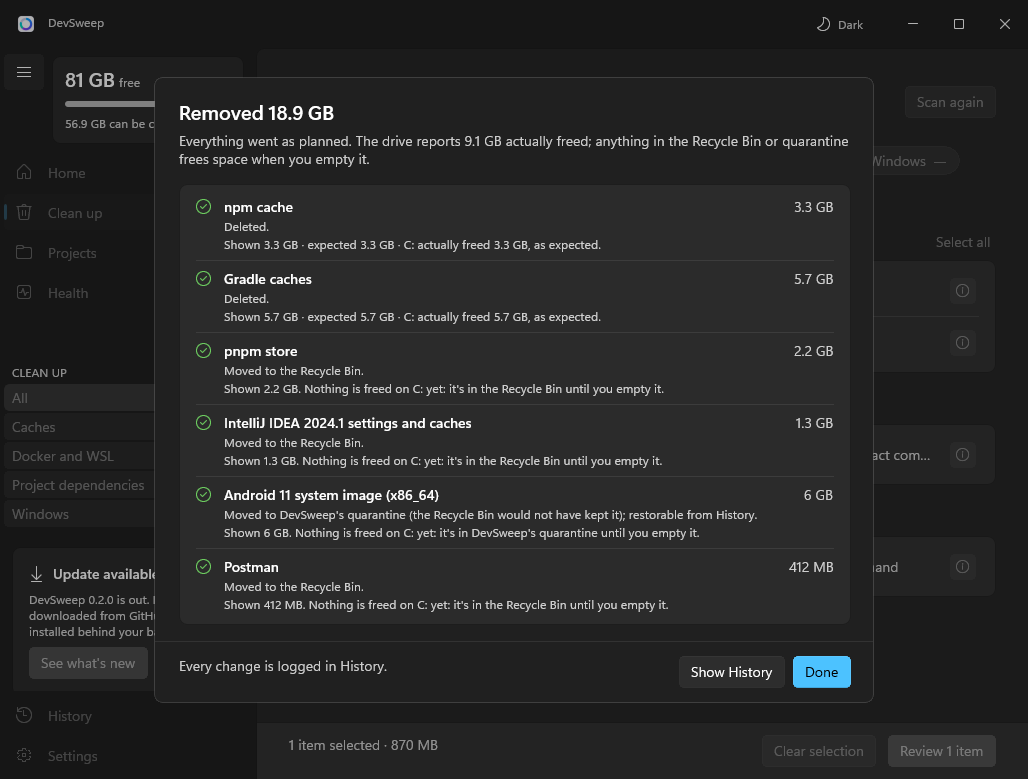 DevSweep
Dark
81 GB free
56.9 GB can be c
Scan again
Home
Clean up
Projects
Health
Windows —
Select all
CLEAN UP
All
Caches
Docker and WSL
Project dependencies
Windows
Removed 18.9 GB
Everything went as planned. The drive reports 9.1 GB actually freed; anything in the Recycle Bin or quarantine
frees space when you empty it.
npm cache 3.3 GB
Deleted.
Shown 3.3 GB · expected 3.3 GB · C: actually freed 3.3 GB, as expected.
Gradle caches 5.7 GB
Deleted.
Shown 5.7 GB · expected 5.7 GB · C: actually freed 5.7 GB, as expected.
pnpm store 2.2 GB
Moved to the Recycle Bin.
Shown 2.2 GB. Nothing is freed on C: yet: it's in the Recycle Bin until you empty it.
IntelliJ IDEA 2024.1 settings and caches 1.3 GB
Moved to the Recycle Bin.
Shown 1.3 GB. Nothing is freed on C: yet: it's in the Recycle Bin until you empty it.
Android 11 system image (x86_64) 6 GB
Moved to DevSweep's quarantine (the Recycle Bin would not have kept it); restorable from History.
Shown 6 GB. Nothing is freed on C: yet: it's in DevSweep's quarantine until you empty it.
Postman 412 MB
Moved to the Recycle Bin.
Shown 412 MB. Nothing is freed on C: yet: it's in the Recycle Bin until you empty it.
Every change is logged in History.
Show History
Done
act com...
and
Update available
DevSweep 0.2.0 is out.
downloaded from GitH
installed behind your ba
See what's new
History
Settings
1 item selected · 870 MB
Clear selection
Review 1 item